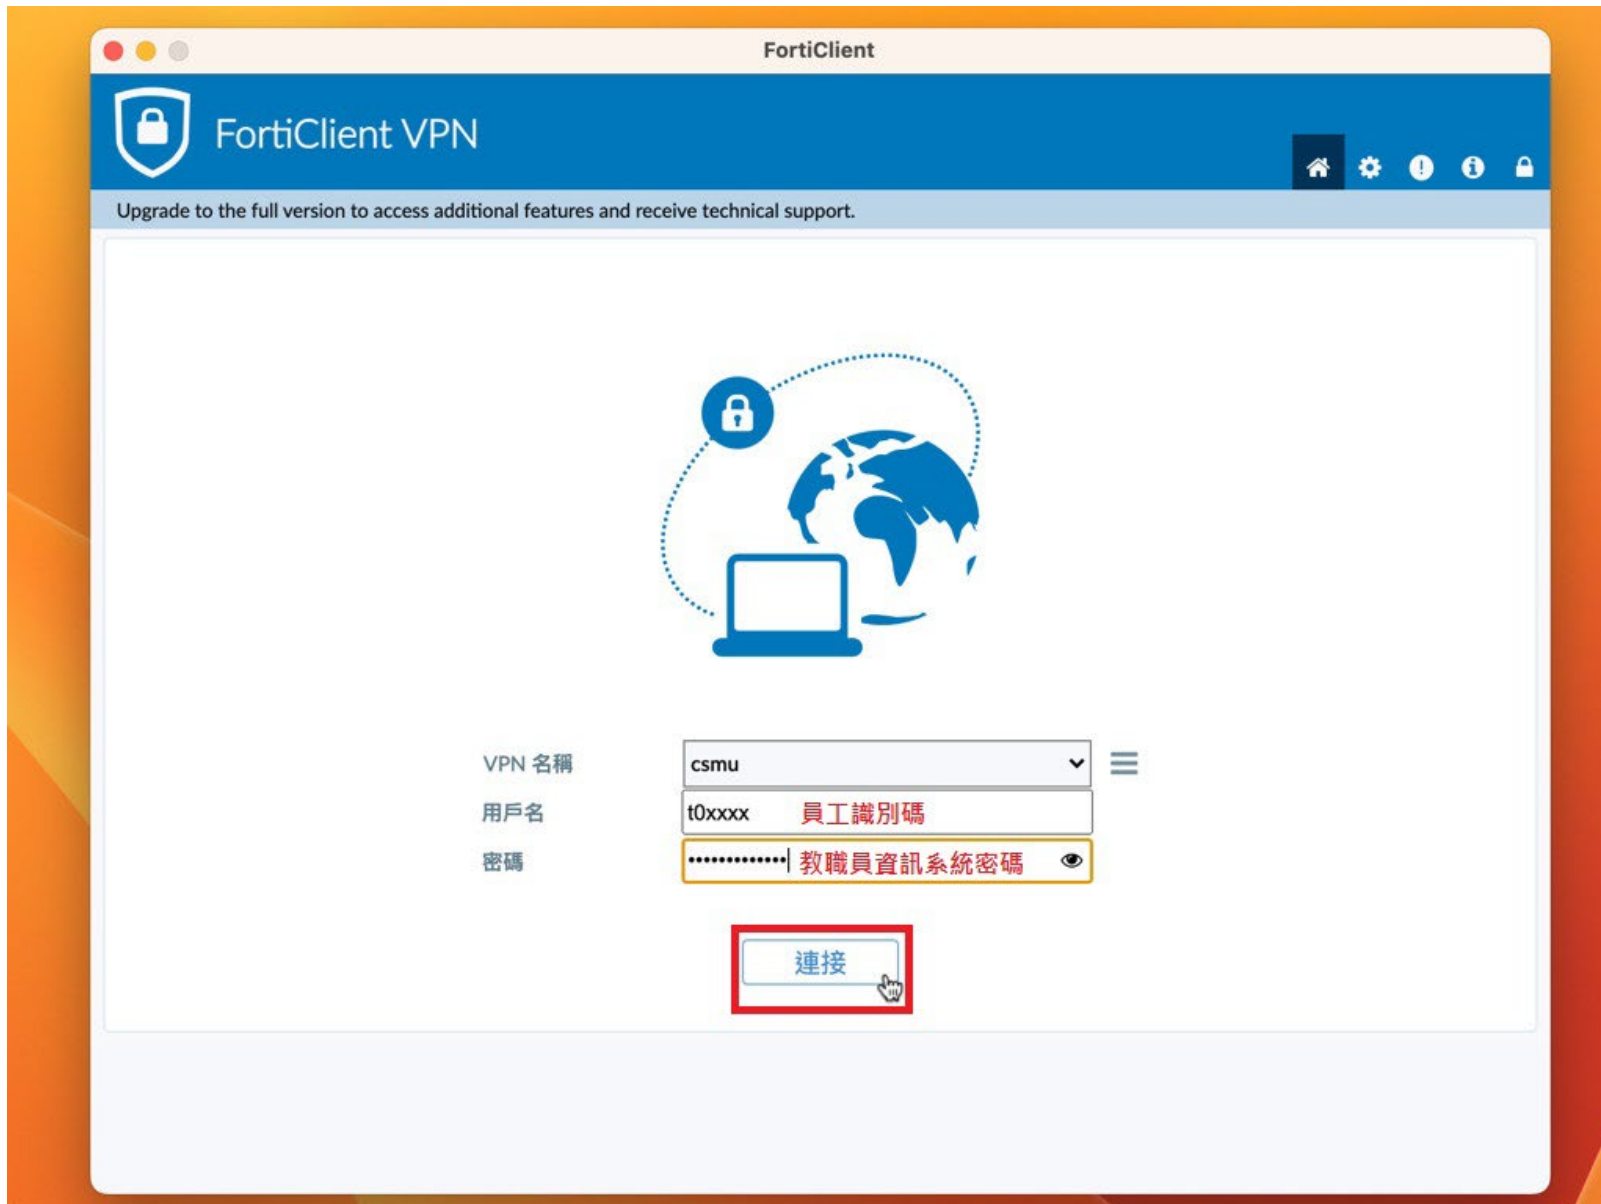 FortiClient
FortiClient VPN
Upgrade to the full version to access additional features and receive technical support.
VPN 名稱 csmu
用戶名 t0xxxx 員工識別碼
密碼 ••••••••••••• 教職員資訊系統密碼
連接